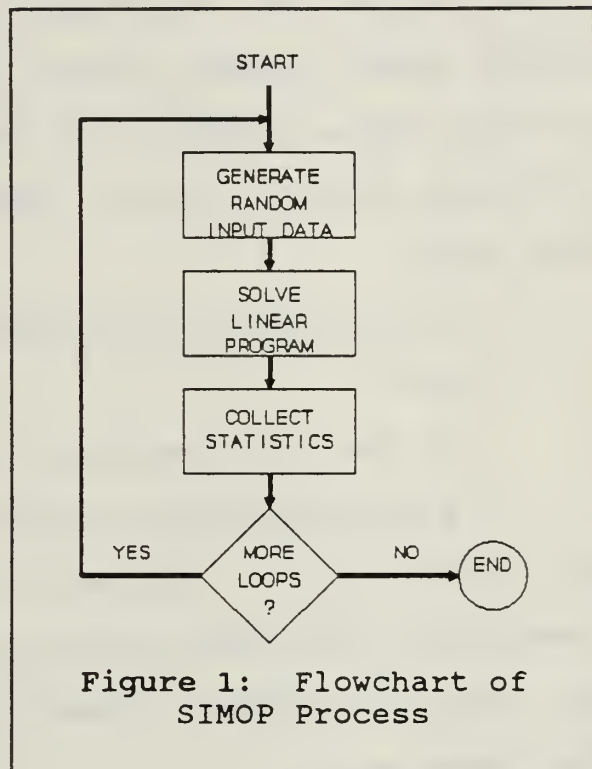 START
GENERATE
RANDOM
INPUT DATA
SOLVE
LINEAR
PROGRAM
COLLECT
STATISTICS
YES
MORE
LOOPS
?
NO
END
Figure 1: Flowchart of
SIMOP Process